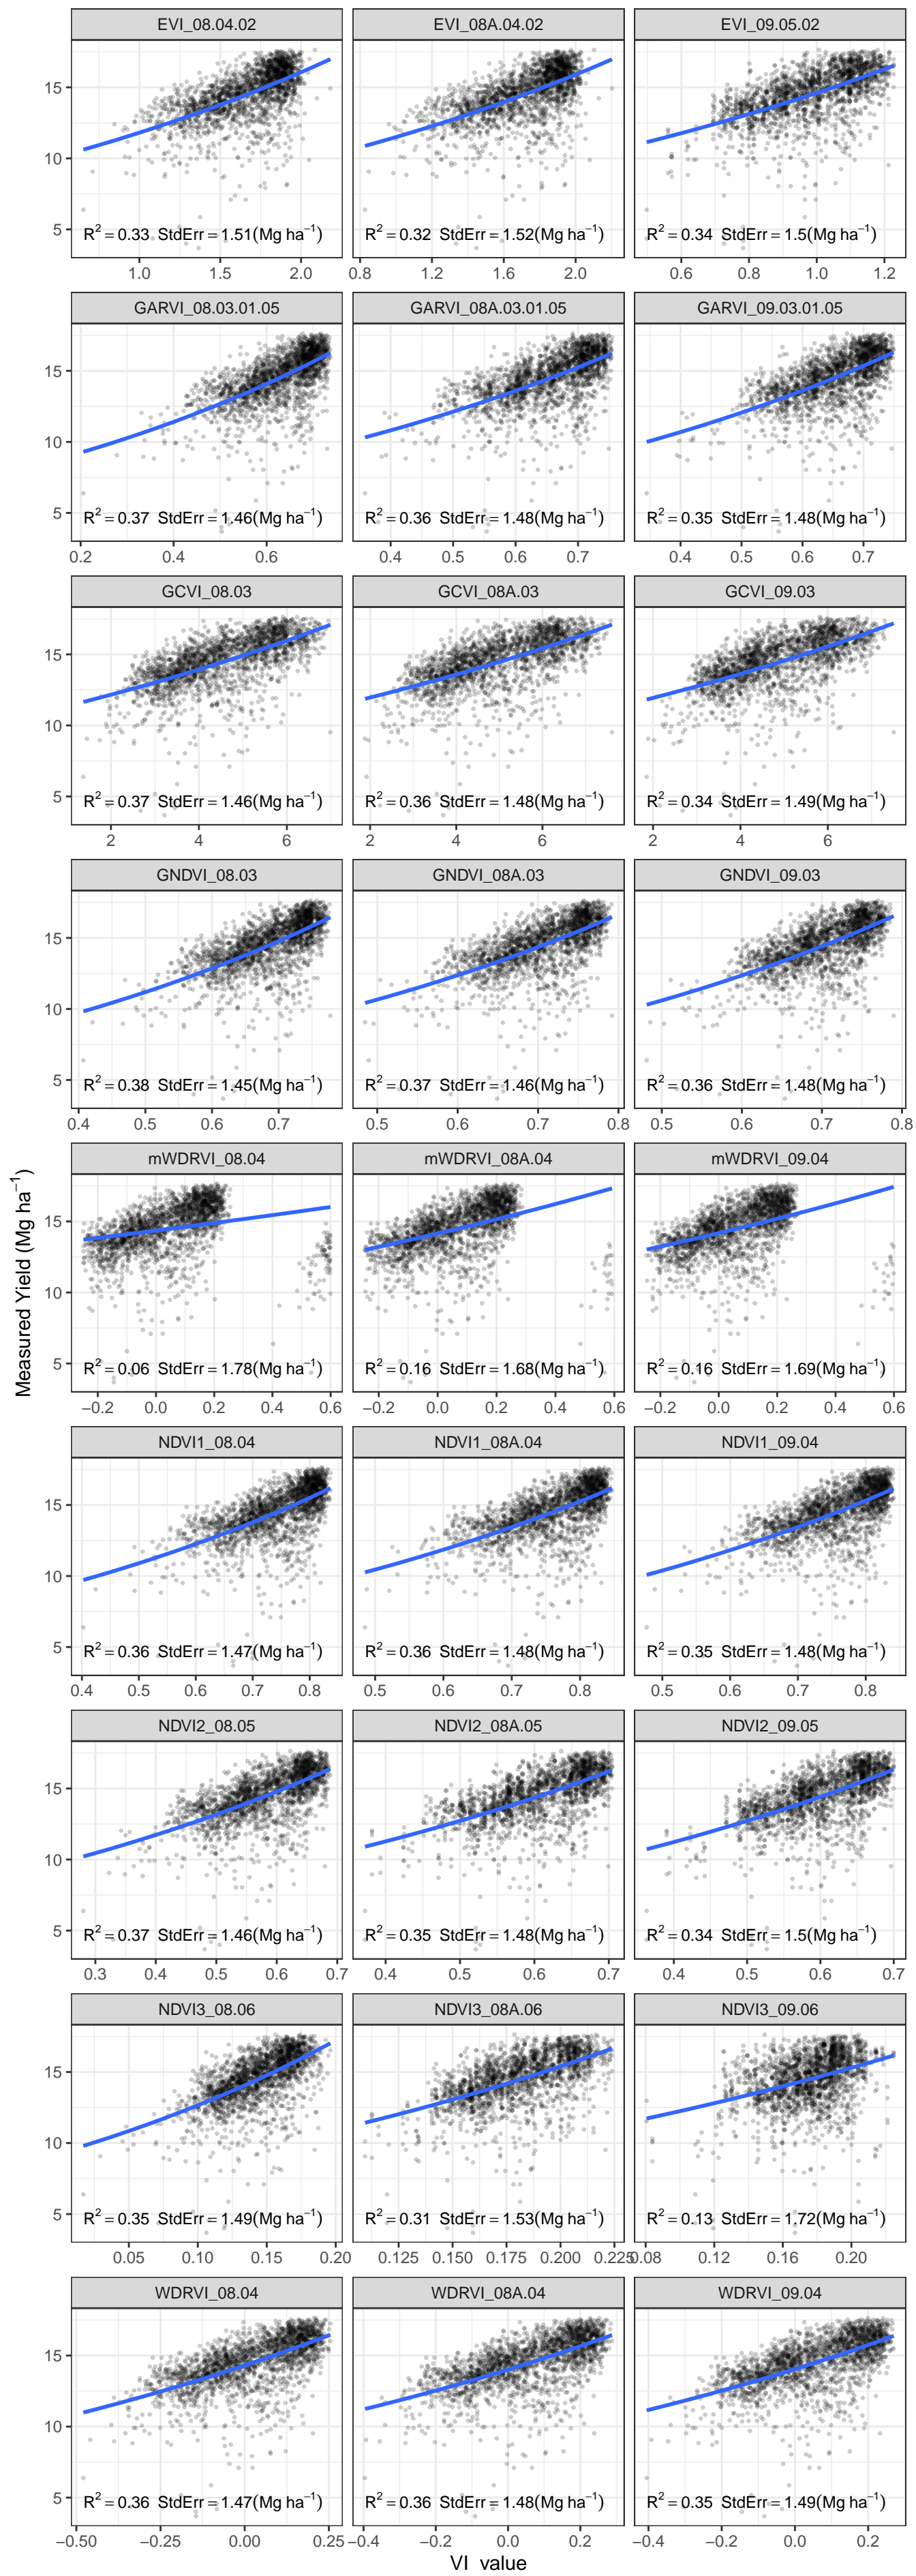 EVI_08.04.02 EVI_08A.04.02 EVI_09.05.02
15
10
5
R² = 0.33 StdErr = 1.51(Mg ha⁻¹) R² = 0.32 StdErr = 1.52(Mg ha⁻¹) R² = 0.34 StdErr = 1.5(Mg ha⁻¹)
1.0 1.5 2.0 0.8 1.2 1.6 2.0 0.6 0.8 1.0 1.2
GARVI_08.03.01.05 GARVI_08A.03.01.05 GARVI_09.03.01.05
15
10
5
R² = 0.37 StdErr = 1.46(Mg ha⁻¹) R² = 0.36 StdErr = 1.48(Mg ha⁻¹) R² = 0.35 StdErr = 1.48(Mg ha⁻¹)
0.2 0.4 0.6 0.4 0.5 0.6 0.7 0.4 0.5 0.6 0.7
GCVI_08.03 GCVI_08A.03 GCVI_09.03
15
10
5
R² = 0.37 StdErr = 1.46(Mg ha⁻¹) R² = 0.36 StdErr = 1.48(Mg ha⁻¹) R² = 0.34 StdErr = 1.49(Mg ha⁻¹)
2 4 6 2 4 6 2 4 6
GNDVI_08.03 GNDVI_08A.03 GNDVI_09.03
15
10
5
R² = 0.38 StdErr = 1.45(Mg ha⁻¹) R² = 0.37 StdErr = 1.46(Mg ha⁻¹) R² = 0.36 StdErr = 1.48(Mg ha⁻¹)
0.4 0.5 0.6 0.7 0.5 0.6 0.7 0.8 0.5 0.6 0.7 0.8
Measured Yield (Mg ha⁻¹)
mWDRVI_08.04 mWDRVI_08A.04 mWDRVI_09.04
15
10
5
R² = 0.06 StdErr = 1.78(Mg ha⁻¹) R² = 0.16 StdErr = 1.68(Mg ha⁻¹) R² = 0.16 StdErr = 1.69(Mg ha⁻¹)
−0.2 0.0 0.2 0.4 0.6 −0.2 0.0 0.2 0.4 0.6 −0.2 0.0 0.2 0.4 0.6
NDVI1_08.04 NDVI1_08A.04 NDVI1_09.04
15
10
5
R² = 0.36 StdErr = 1.47(Mg ha⁻¹) R² = 0.36 StdErr = 1.48(Mg ha⁻¹) R² = 0.35 StdErr = 1.48(Mg ha⁻¹)
0.4 0.5 0.6 0.7 0.8 0.5 0.6 0.7 0.8 0.5 0.6 0.7 0.8
NDVI2_08.05 NDVI2_08A.05 NDVI2_09.05
15
10
5
R² = 0.37 StdErr = 1.46(Mg ha⁻¹) R² = 0.35 StdErr = 1.48(Mg ha⁻¹) R² = 0.34 StdErr = 1.5(Mg ha⁻¹)
0.3 0.4 0.5 0.6 0.7 0.4 0.5 0.6 0.7 0.4 0.5 0.6 0.7
NDVI3_08.06 NDVI3_08A.06 NDVI3_09.06
15
10
5
R² = 0.35 StdErr = 1.49(Mg ha⁻¹) R² = 0.31 StdErr = 1.53(Mg ha⁻¹) R² = 0.13 StdErr = 1.72(Mg ha⁻¹)
0.05 0.10 0.15 0.20 0.125 0.150 0.175 0.200 0.225 0.08 0.12 0.16 0.20
WDRVI_08.04 WDRVI_08A.04 WDRVI_09.04
15
10
5
R² = 0.36 StdErr = 1.47(Mg ha⁻¹) R² = 0.36 StdErr = 1.48(Mg ha⁻¹) R² = 0.35 StdErr = 1.49(Mg ha⁻¹)
−0.50 −0.25 0.00 0.25 −0.4 −0.2 0.0 0.2 −0.4 −0.2 0.0 0.2
VI value